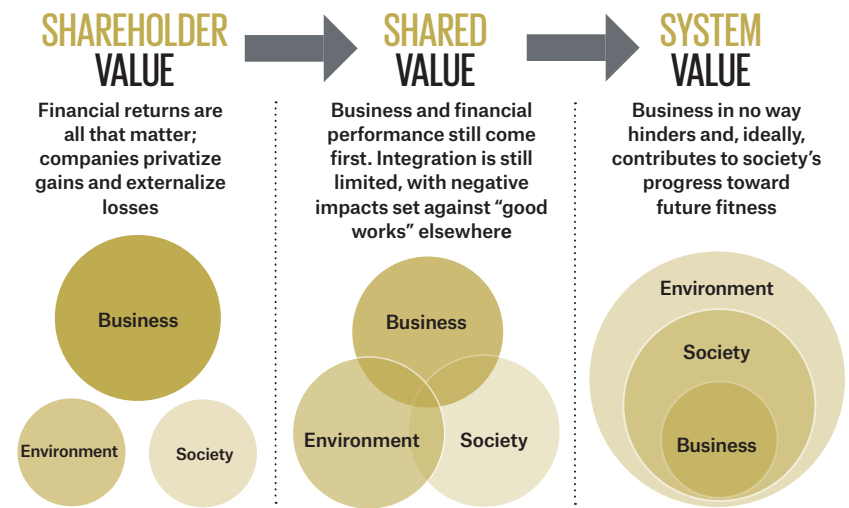 SHAREHOLDER
VALUE
Financial returns are
all that matter;
companies privatize
gains and externalize
losses
Business
Environment
Society
SHARED
VALUE
Business and financial
performance still come
first. Integration is still
limited, with negative
impacts set against “good
works” elsewhere
Business
Environment
Society
SYSTEM
VALUE
Business in no way
hinders and, ideally,
contributes to society’s
progress toward
future fitness
Environment
Society
Business